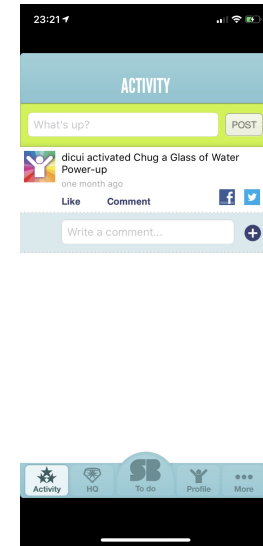 23:21
ACTIVITY
What's up?
POST
dicui activated Chug a Glass of Water
Power-up
one month ago
Like Comment
f
Write a comment...
SB
Activity HQ To do Profile More